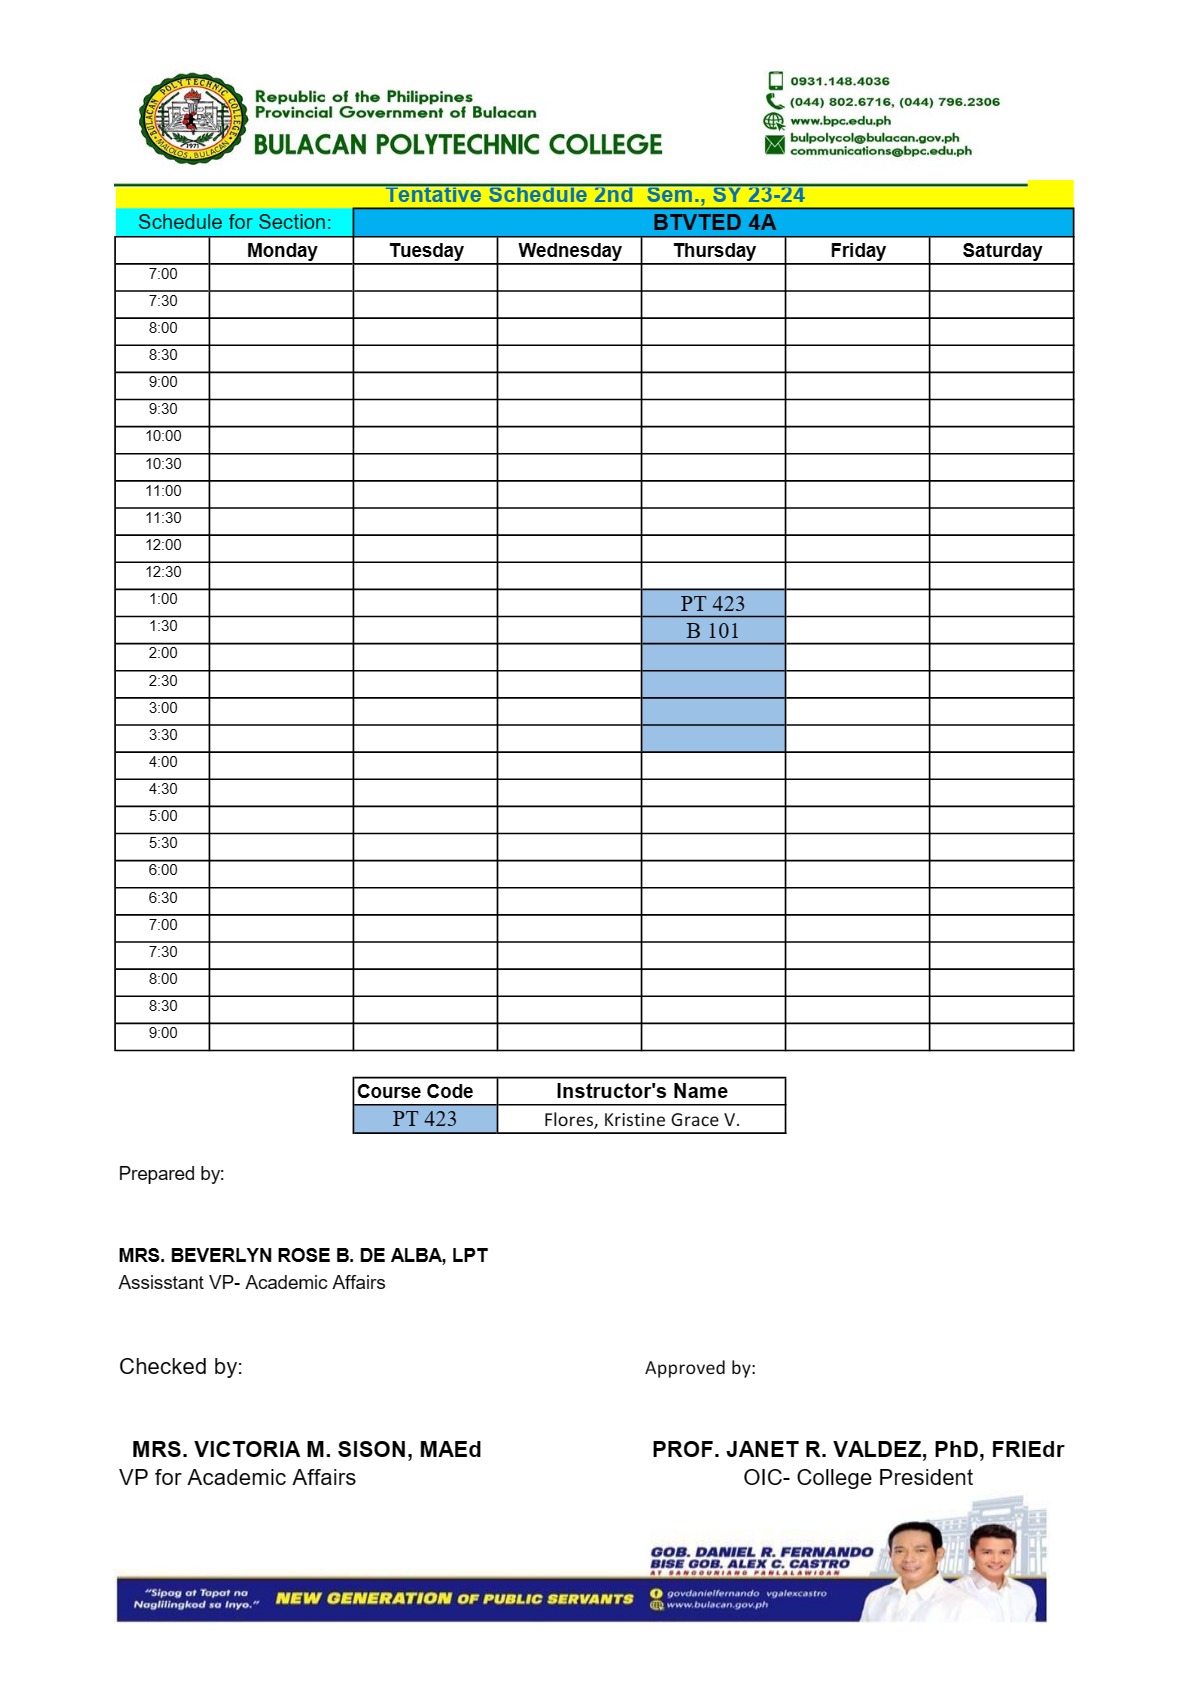 BULACAN POLYTECHNIC COLLEGE
MALOLOS, BULACAN
1971
Republic of the Philippines
Provincial Government of Bulacan
BULACAN POLYTECHNIC COLLEGE
0931.148.4036
(044) 802.6716, (044) 796.2306
www.bpc.edu.ph
bulpolycol@bulacan.gov.ph
communications@bpc.edu.ph
Tentative Schedule 2nd Sem., SY 23-24
Schedule for Section: BTVTED 4A
Monday Tuesday Wednesday Thursday Friday Saturday
7:00
7:30
8:00
8:30
9:00
9:30
10:00
10:30
11:00
11:30
12:00
12:30
1:00 PT 423
1:30 B 101
2:00
2:30
3:00
3:30
4:00
4:30
5:00
5:30
6:00
6:30
7:00
7:30
8:00
8:30
9:00
Course Code Instructor's Name
PT 423 Flores, Kristine Grace V.
Prepared by:
MRS. BEVERLYN ROSE B. DE ALBA, LPT
Assisstant VP- Academic Affairs
Checked by: Approved by:
MRS. VICTORIA M. SISON, MAEd PROF. JANET R. VALDEZ, PhD, FRIEdr
VP for Academic Affairs OIC- College President
GOB. DANIEL R. FERNANDO
BISE GOB. ALEX C. CASTRO
AT SANGGUNIANG PANLALAWIGAN
"Sipag at Tapat na
Naglilingkod sa Inyo."
NEW GENERATION OF PUBLIC SERVANTS
govdanielfernando vgalexcastro
www.bulacan.gov.ph